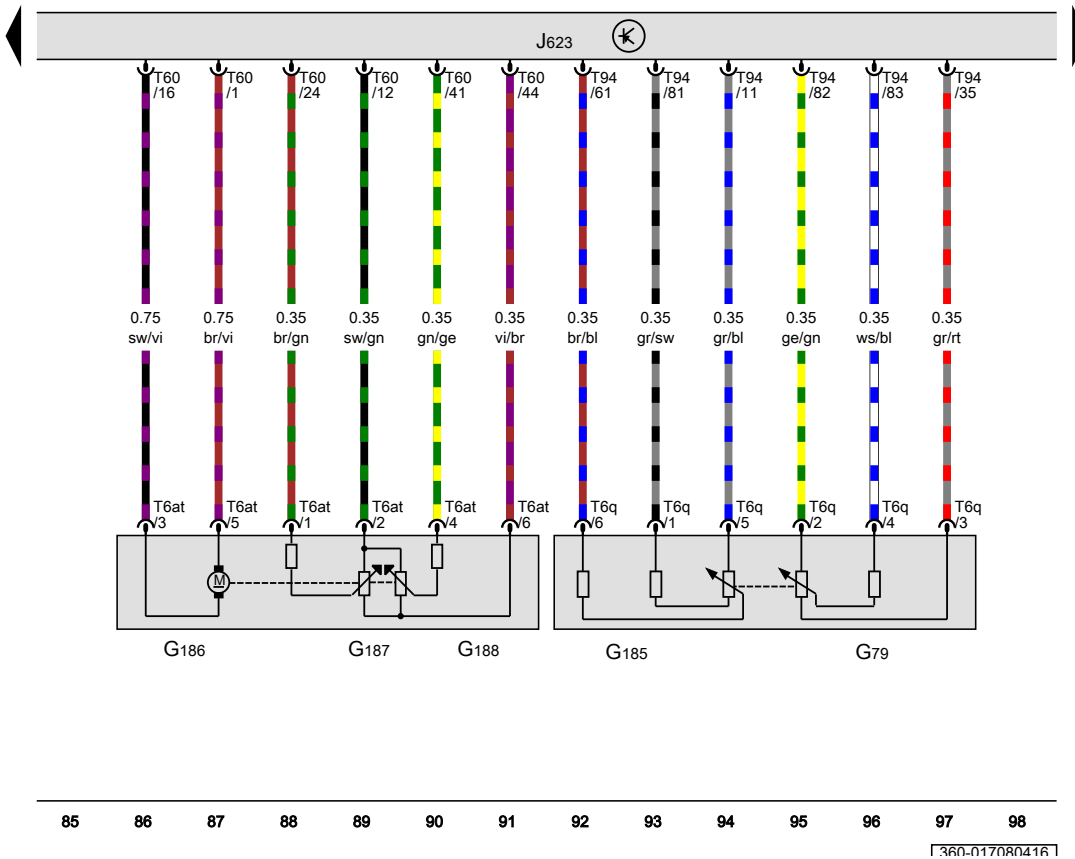 J623
T60 T60 T60 T60 T60 T60 T94 T94 T94 T94 T94 T94
/16 /1 /24 /12 /41 /44 /61 /81 /11 /82 /83 /35
0.75 0.75 0.35 0.35 0.35 0.35 0.35 0.35 0.35 0.35 0.35 0.35
sw/vi br/vi br/gn sw/gn gn/ge vi/br br/bl gr/sw gr/bl ge/gn ws/bl gr/rt
T6at T6at T6at T6at T6at T6at T6q T6q T6q T6q T6q T6q
/3 /5 /1 /2 /4 /6 /6 /1 /5 /2 /4 /3
M
G186 G187 G188 G185 G79
85 86 87 88 89 90 91 92 93 94 95 96 97 98
360-017080416